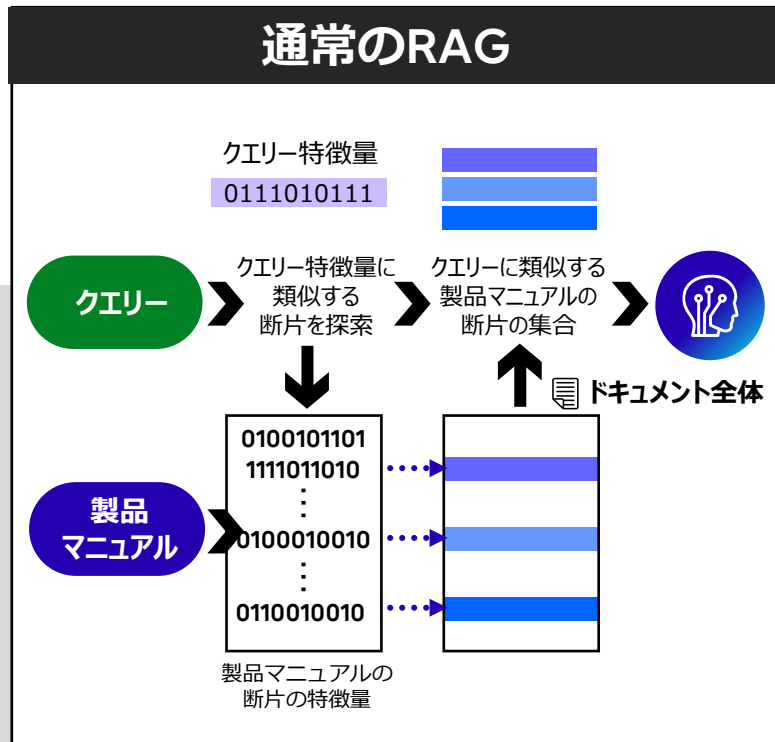 通常のRAG
クエリー特徴量
0111010111
クエリー
クエリー特徴量に
類似する
断片を探索
クエリーに類似する
製品マニュアルの
断片の集合
ドキュメント全体
製品
マニュアル
0100101101
1111011010
⋮
0100010010
⋮
0110010010
製品マニュアルの
断片の特徴量